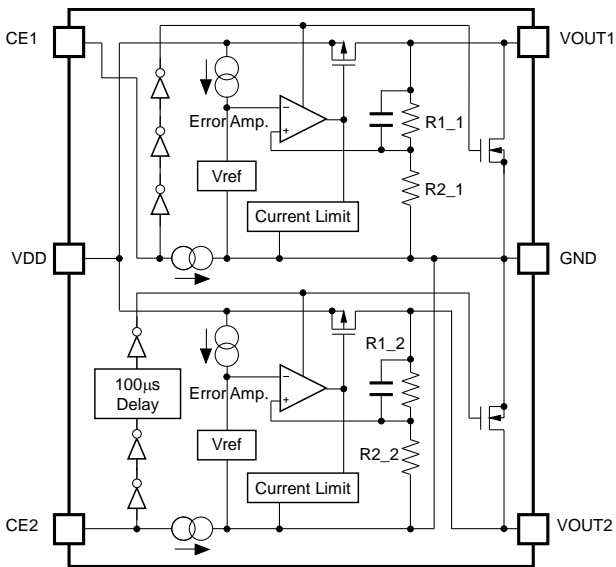 CE1
VOUT1
Error Amp.
−
+
R1_1
Vref
R2_1
Current Limit
VDD
GND
R1_2
100μs
Delay
Error Amp.
−
+
Vref
R2_2
Current Limit
CE2
VOUT2